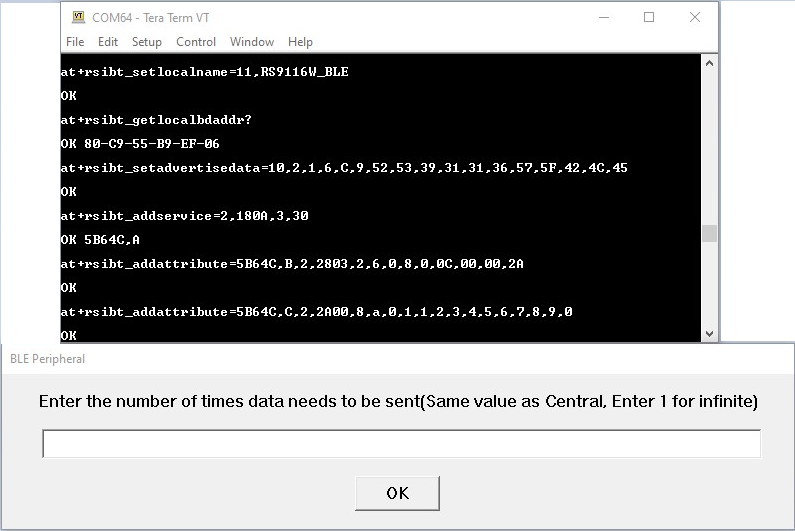 COM64 - Tera Term VT
File Edit Setup Control Window Help
at+rsibt_setlocalname=11,RS9116W_BLE
OK
at+rsibt_getlocalbdaddr?
OK 80-C9-55-B9-EF-06
at+rsibt_setadvertisedata=10,2,1,6,C,9,52,53,39,31,31,36,57,5F,42,4C,45
OK
at+rsibt_addservice=2,180A,3,30
OK 5B64C,A
at+rsibt_addattribute=5B64C,B,2,2803,2,6,0,8,0,0C,00,00,2A
OK
at+rsibt_addattribute=5B64C,C,2,2A00,8,a,0,1,1,2,3,4,5,6,7,8,9,0
OK
BLE Peripheral
Enter the number of times data needs to be sent(Same value as Central, Enter 1 for infinite)
OK